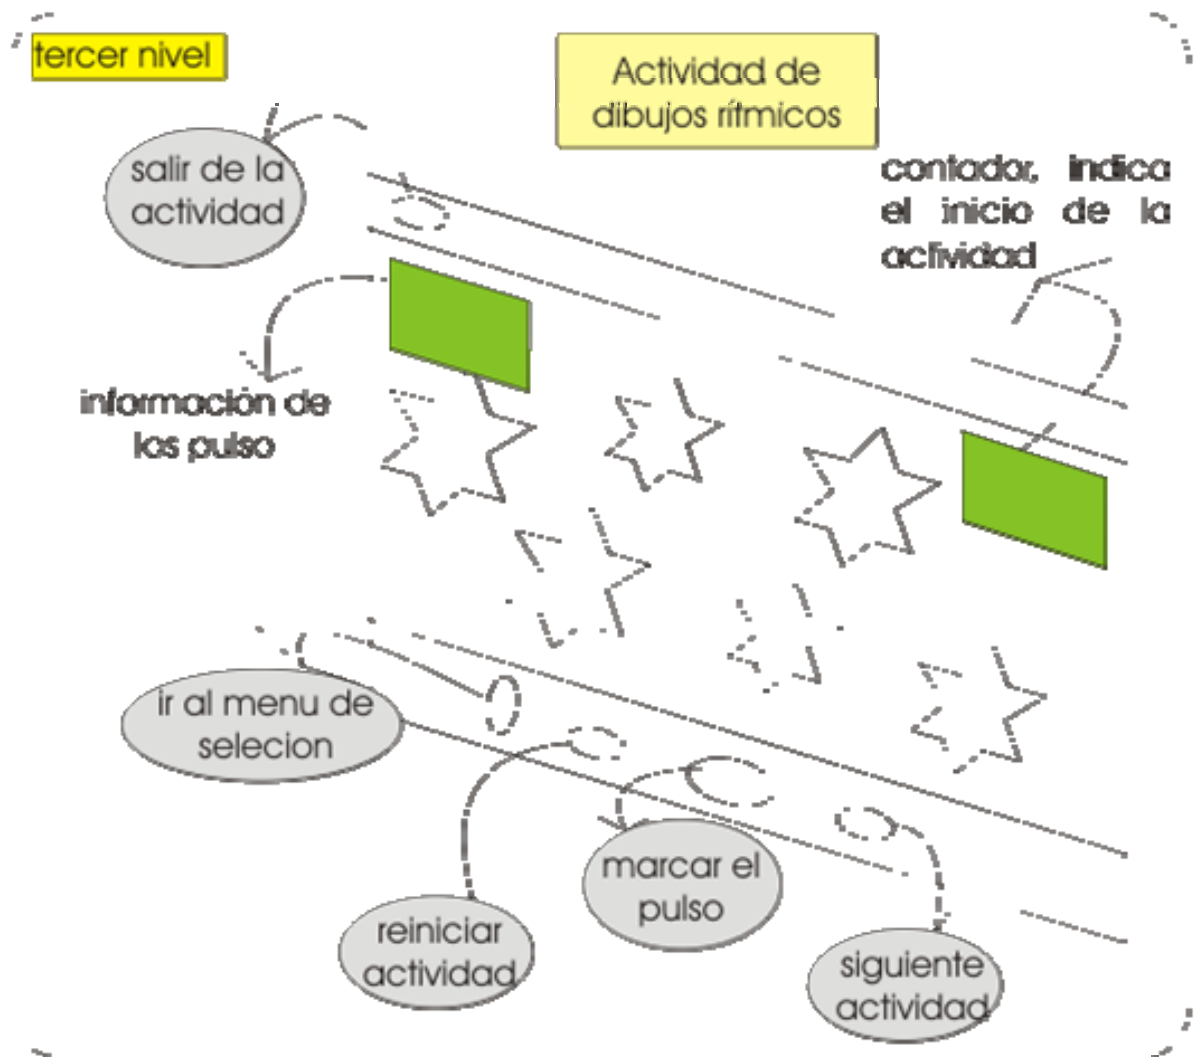 tercer nivel
Actividad de
dibujos rítmicos
salir de la
actividad
contador, indica
el inicio de la
actividad
información de
los pulso
ir al menu de
selecion
marcar el
pulso
reiniciar
actividad
siguiente
actividad